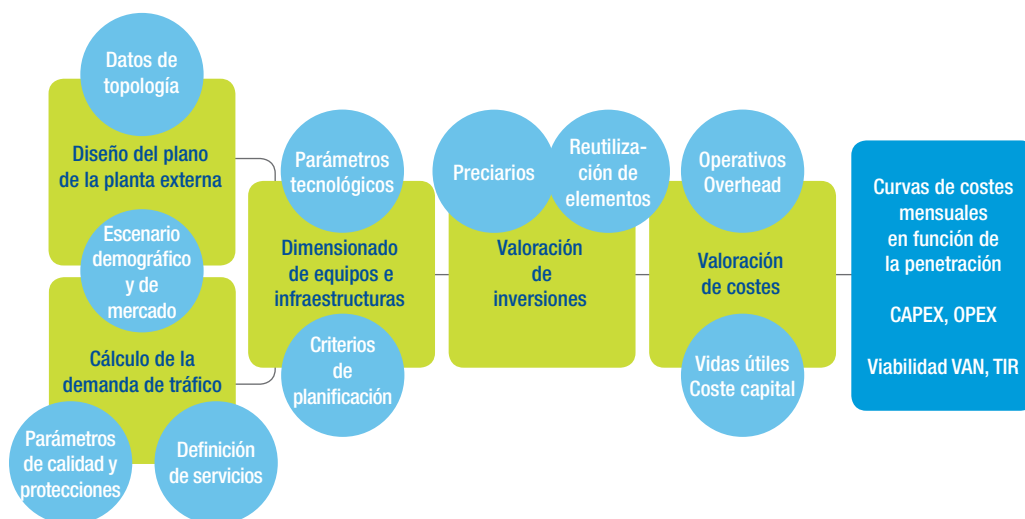 Datos de
topología
Diseño del plano
de la planta externa
Escenario
demográfico
y de
mercado
Cálculo de la
demanda de tráfico
Parámetros
de calidad y
protecciones
Definición
de servicios
Parámetros
tecnológicos
Dimensionado
de equipos e
infraestructuras
Criterios
de
planificación
Preciarios
Reutiliza-
ción de
elementos
Valoración
de
inversiones
Operativos
Overhead
Valoración
de costes
Vidas útiles
Coste capital
Curvas de costes
mensuales
en función de
la penetración
CAPEX, OPEX
Viabilidad VAN, TIR